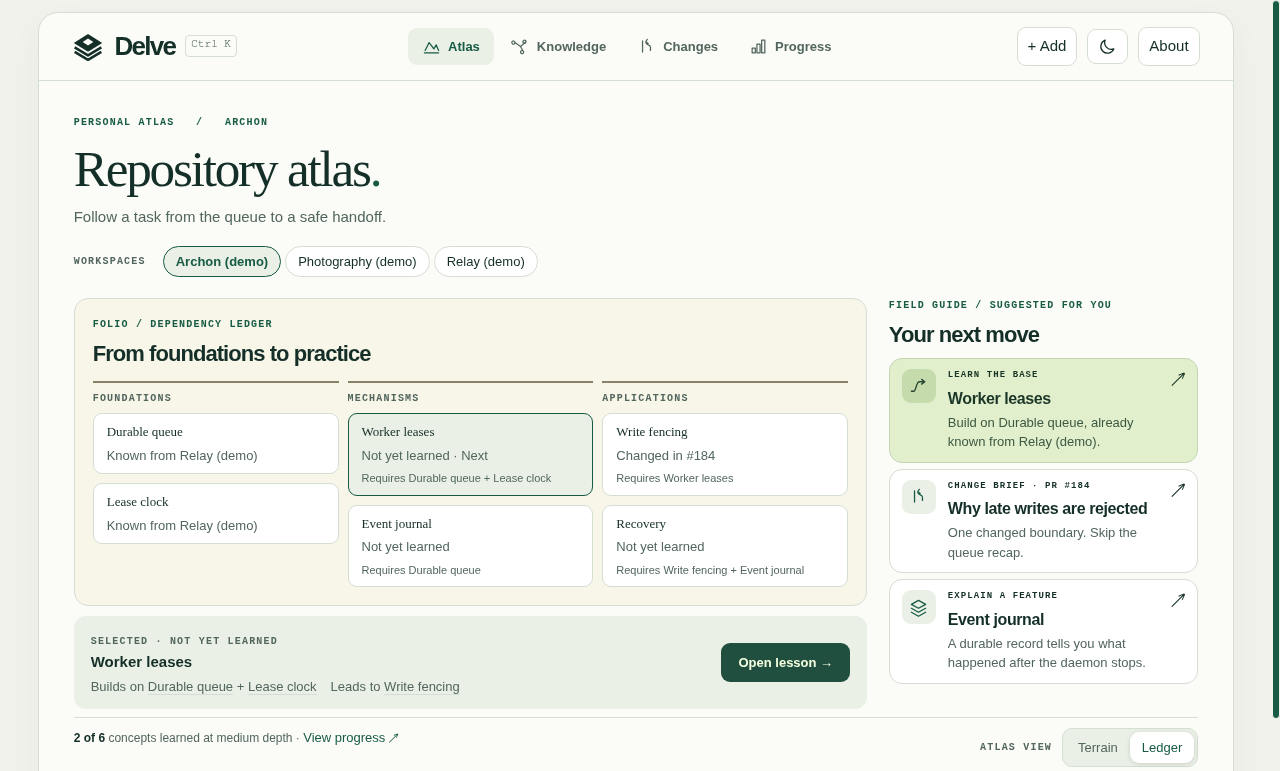 Delve
Ctrl K
Atlas
Knowledge
Changes
Progress
+ Add
About
PERSONAL ATLAS / ARCHON
Repository atlas.
Follow a task from the queue to a safe handoff.
WORKSPACES
Archon (demo)
Photography (demo)
Relay (demo)
FOLIO / DEPENDENCY LEDGER
From foundations to practice
FOUNDATIONS
Durable queue
Known from Relay (demo)
Lease clock
Known from Relay (demo)
MECHANISMS
Worker leases
Not yet learned · Next
Requires Durable queue + Lease clock
Event journal
Not yet learned
Requires Durable queue
APPLICATIONS
Write fencing
Changed in #184
Requires Worker leases
Recovery
Not yet learned
Requires Write fencing + Event journal
SELECTED · NOT YET LEARNED
Worker leases
Builds on Durable queue + Lease clock Leads to Write fencing
Open lesson →
FIELD GUIDE / SUGGESTED FOR YOU
Your next move
LEARN THE BASE
Worker leases
Build on Durable queue, already
known from Relay (demo).
CHANGE BRIEF · PR #184
Why late writes are rejected
One changed boundary. Skip the
queue recap.
EXPLAIN A FEATURE
Event journal
A durable record tells you what
happened after the daemon stops.
2 of 6 concepts learned at medium depth · View progress
ATLAS VIEW
Terrain
Ledger